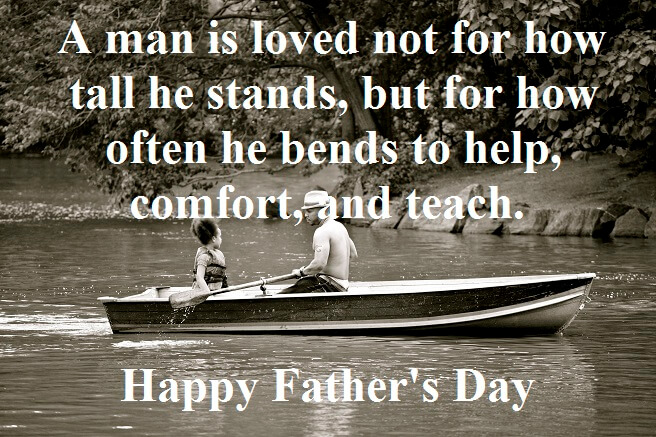 A man is loved not for how
tall he stands, but for how
often he bends to help,
comfort, and teach.
Happy Father's Day